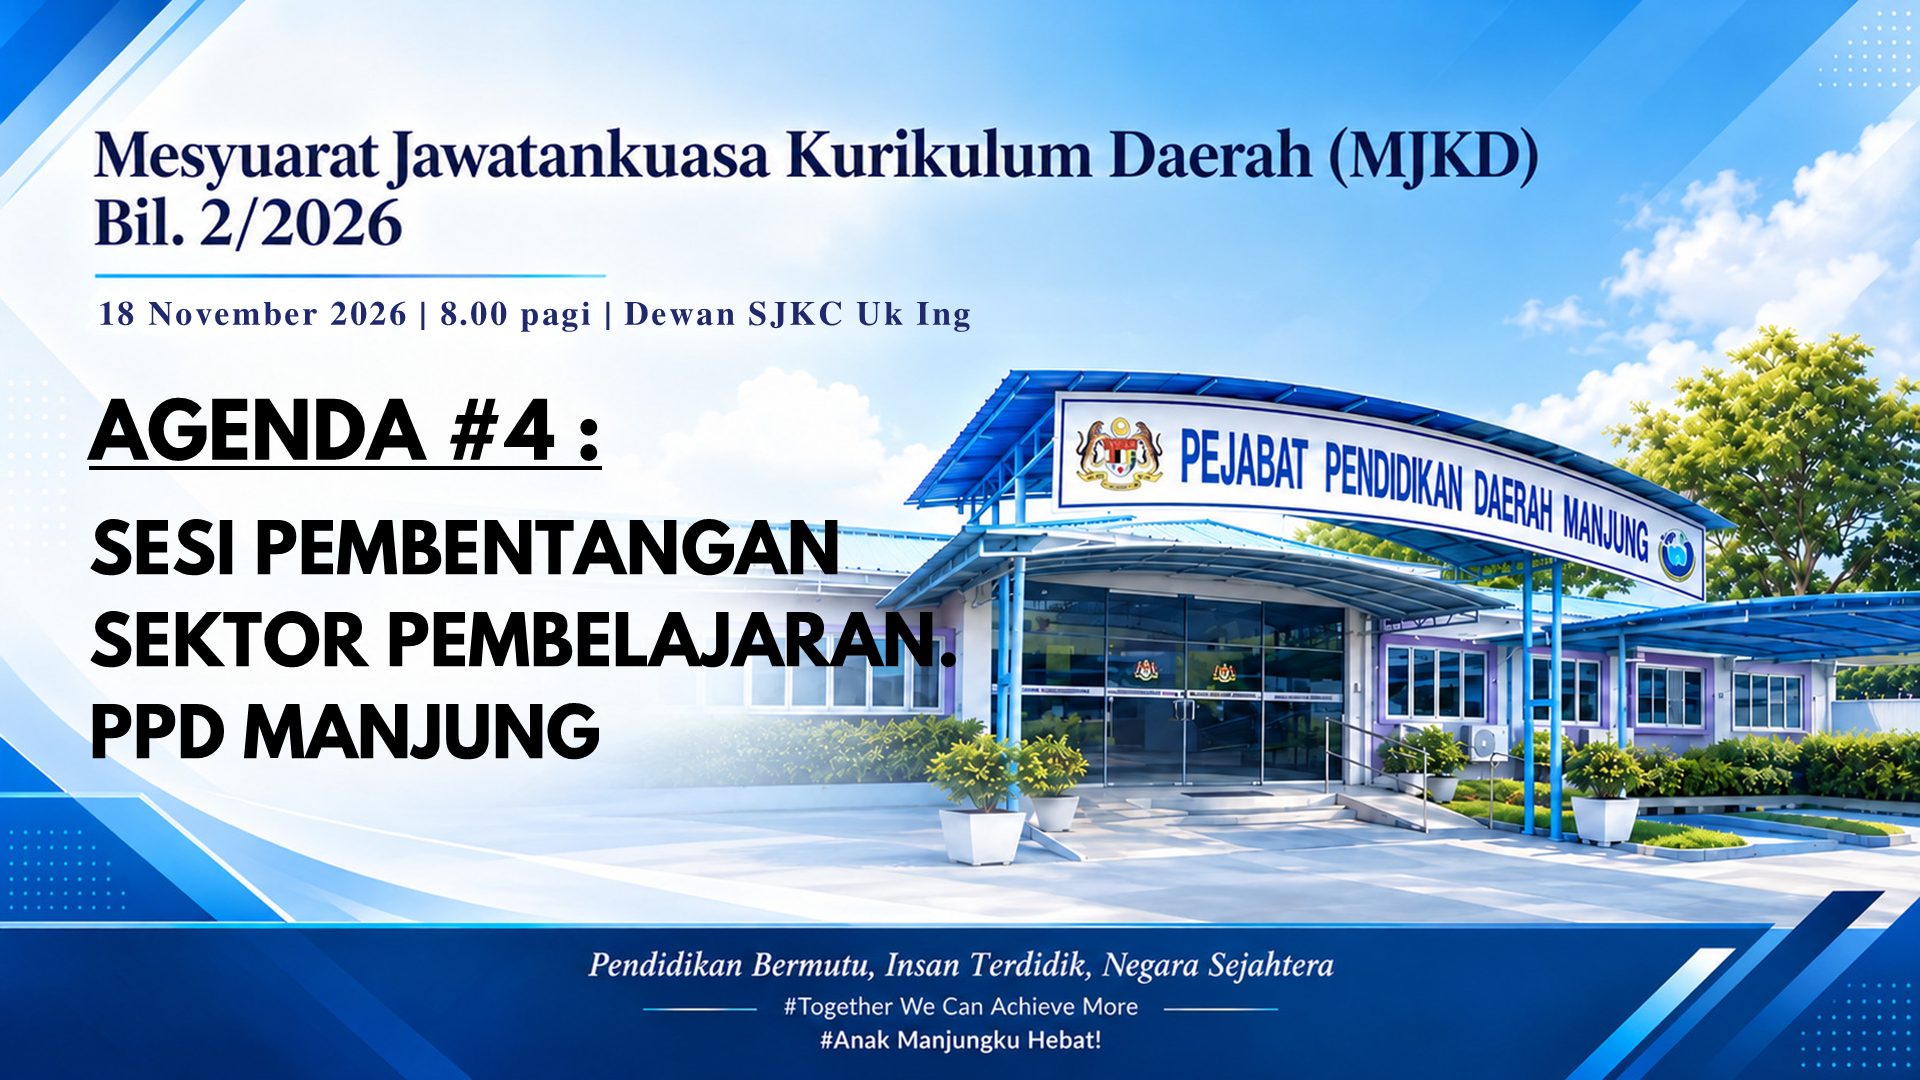 Mesyuarat Jawatankuasa Kurikulum Daerah (MJKD)
Bil. 2/2026
18 November 2026 | 8.00 pagi | Dewan SJKC Uk Ing
AGENDA #4 :
SESI PEMBENTANGAN
SEKTOR PEMBELAJARAN.
PPD MANJUNG
PEJABAT PENDIDIKAN DAERAH MANJUNG
Pendidikan Bermutu, Insan Terdidik, Negara Sejahtera
#Together We Can Achieve More
#Anak Manjungku Hebat!